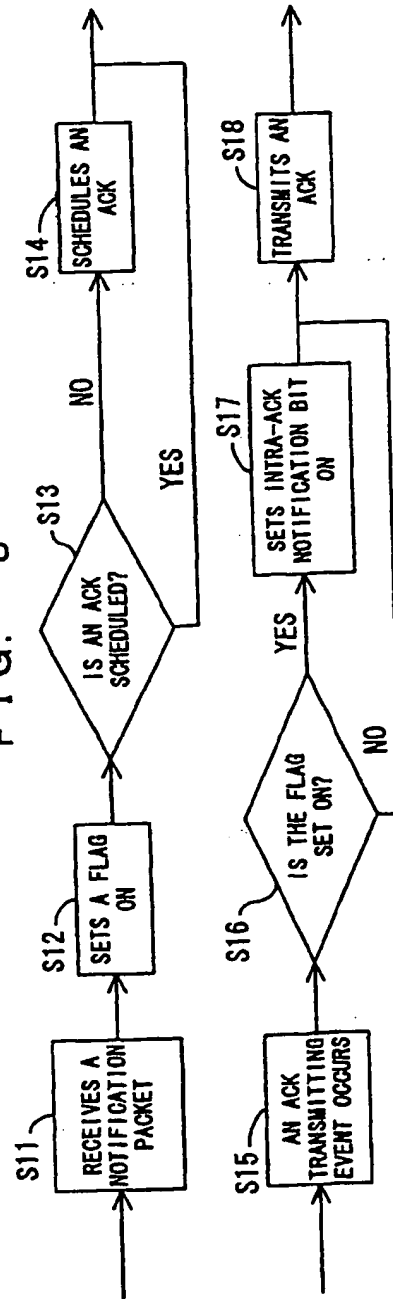 FIG.
S11
RECEIVES A
NOTIFICATION
PACKET
S12
SETS A FLAG
ON
S13
IS AN ACK
SCHEDULED?
NO
YES
S14
SCHEDULES AN
ACK
S15
AN ACK
TRANSMITTING
EVENT OCCURS
S16
IS THE FLAG
SET ON?
YES
NO
S17
SETS INTRA-ACK
NOTIFICATION BIT
ON
S18
TRANSMITS AN
ACK